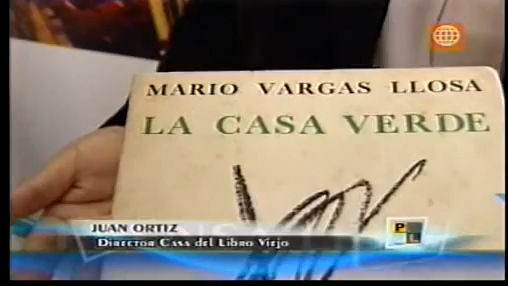 MARIO VARGAS LLOSA
LA CASA VERDE
JUAN ORTIZ
DIRECTOR CASA DEL LIBRO VIEJO
P
L